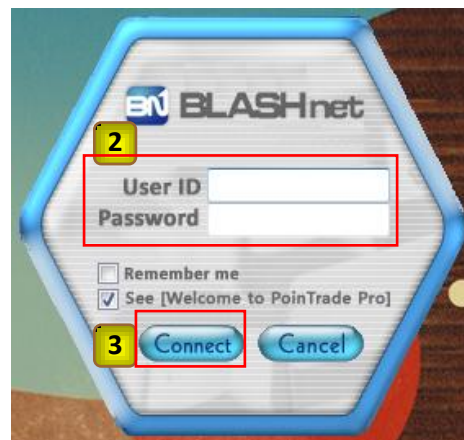 BN BLASHnet
2
User ID
Password
Remember me
See [Welcome to PoinTrade Pro]
3 Connect Cancel